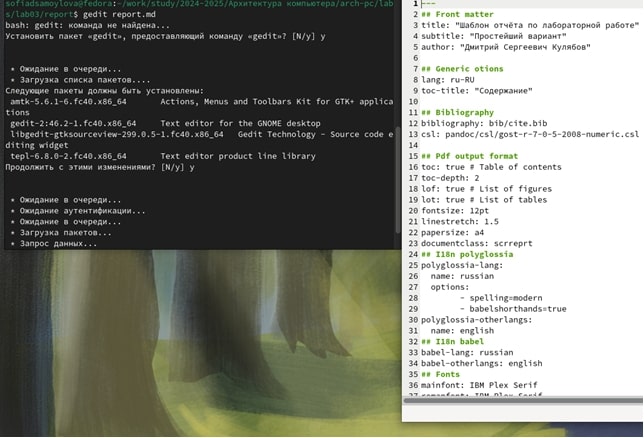 sofiadsamoylova@fedora:~/work/study/2024-2025/Архитектура компьютера/arch-pc/lab
s/lab03/report$ gedit report.md
bash: gedit: команда не найдена...
Установить пакет «gedit», предоставляющий команду «gedit»? [N/y] y
* Ожидание в очереди...
* Загрузка списка пакетов....
Следующие пакеты должны быть установлены:
amtk-5.6.1-6.fc40.x86_64 Actions, Menus and Toolbars Kit for GTK+ applica
tions
gedit-2:46.2-1.fc40.x86_64 Text editor for the GNOME desktop
libgedit-gtksourceview-299.0.5-1.fc40.x86_64 Gedit Technology - Source code e
diting widget
tepl-6.8.0-2.fc40.x86_64 Text editor product line library
Продолжить с этими изменениями? [N/y] y
* Ожидание в очереди...
* Ожидание аутентификации...
* Ожидание в очереди...
* Загрузка пакетов...
* Запрос данных...
1 ---
2 ## Front matter
3 title: "Шаблон отчёта по лабораторной работе"
4 subtitle: "Простейший вариант"
5 author: "Дмитрий Сергеевич Кулябов"
6
7 ## Generic otions
8 lang: ru-RU
9 toc-title: "Содержание"
10
11 ## Bibliography
12 bibliography: bib/cite.bib
13 csl: pandoc/csl/gost-r-7-0-5-2008-numeric.csl
14
15 ## Pdf output format
16 toc: true # Table of contents
17 toc-depth: 2
18 lof: true # List of figures
19 lot: true # List of tables
20 fontsize: 12pt
21 linestretch: 1.5
22 papersize: a4
23 documentclass: scrreprt
24 ## I18n polyglossia
25 polyglossia-lang:
26 name: russian
27 options:
28 - spelling=modern
29 - babelshorthands=true
30 polyglossia-otherlangs:
31 name: english
32 ## I18n babel
33 babel-lang: russian
34 babel-otherlangs: english
35 ## Fonts
36 mainfont: IBM Plex Serif
37 romanfont: IBM Plex Serif